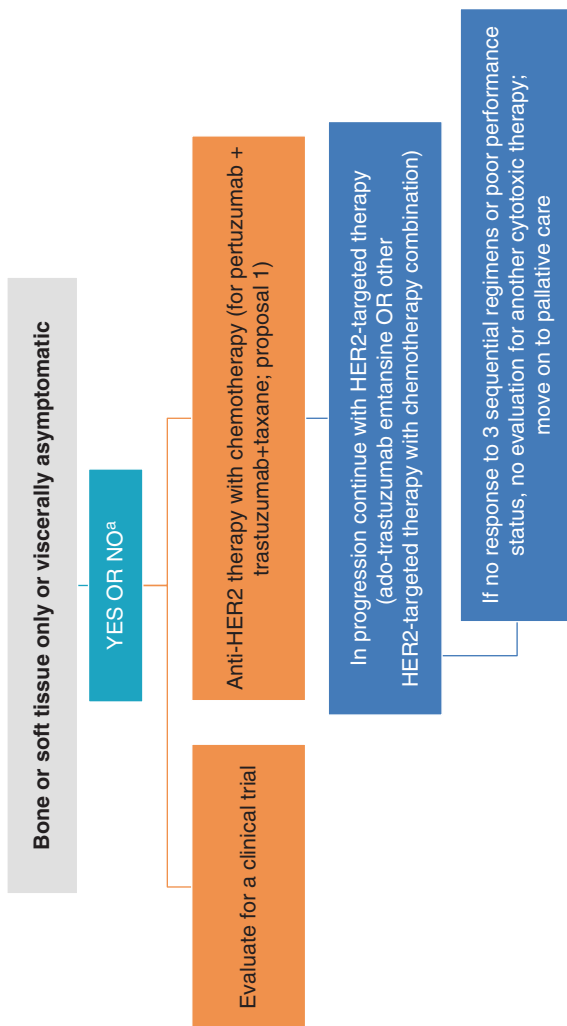 Bone or soft tissue only or viscerally asymptomatic
YES OR NOᵃ
Evaluate for a clinical trial
Anti-HER2 therapy with chemotherapy (for pertuzumab +
trastuzumab+taxane; proposal 1)
In progression continue with HER2-targeted therapy
(ado-trastuzumab emtansine OR other
HER2-targeted therapy with chemotherapy combination)
If no response to 3 sequential regimens or poor performance
status, no evaluation for another cytotoxic therapy;
move on to pallative care